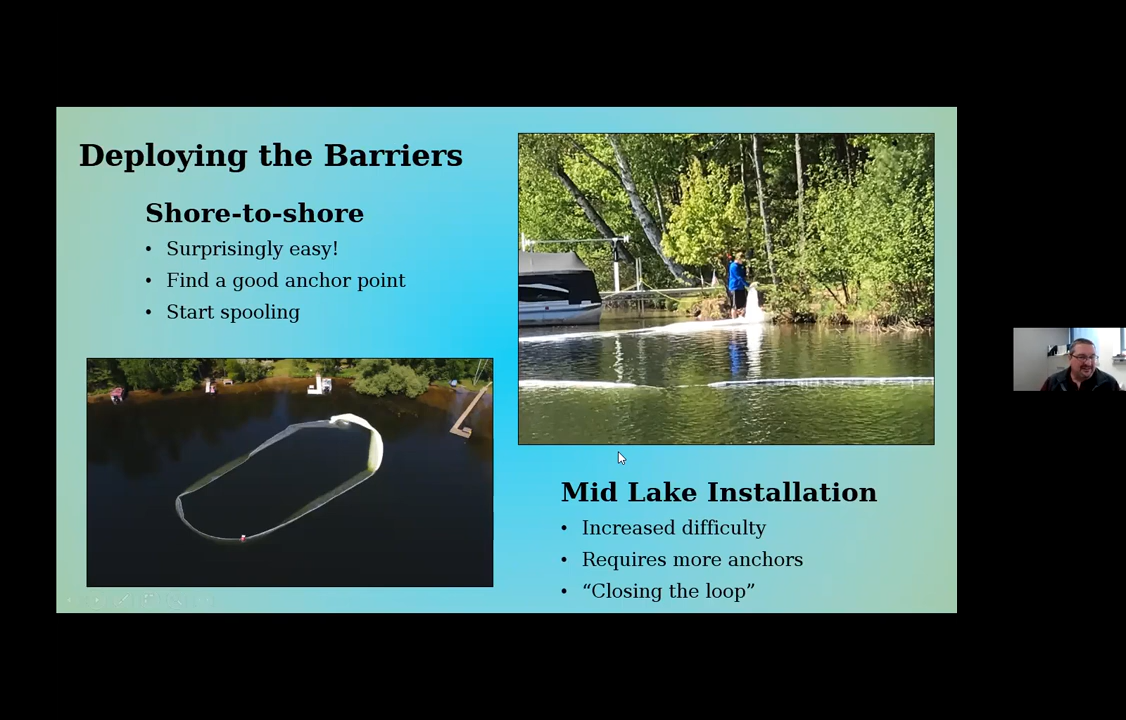 Deploying the Barriers
Shore-to-shore
• Surprisingly easy!
• Find a good anchor point
• Start spooling
Mid Lake Installation
• Increased difficulty
• Requires more anchors
• “Closing the loop”